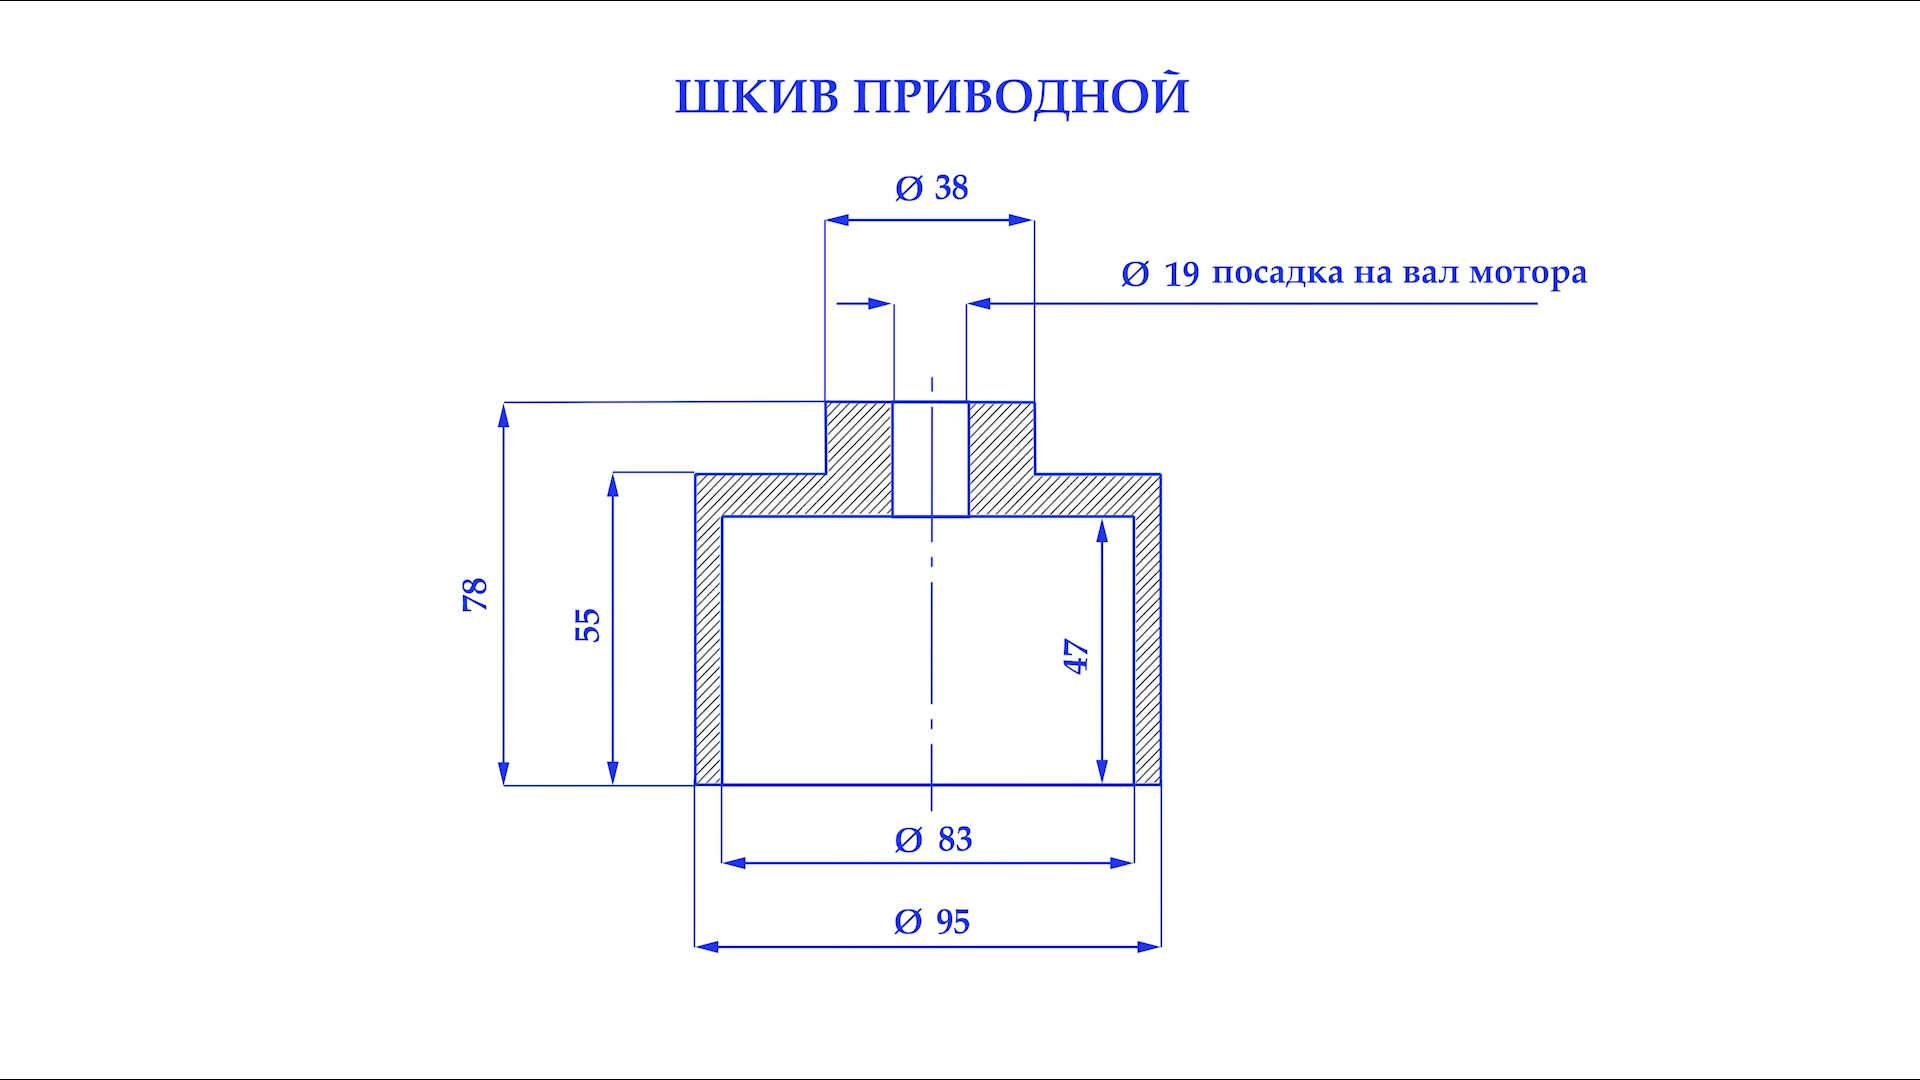 ШКИВ ПРИВОДНОЙ
Ø 38
Ø 19 посадка на вал мотора
78
55
47
Ø 83
Ø 95